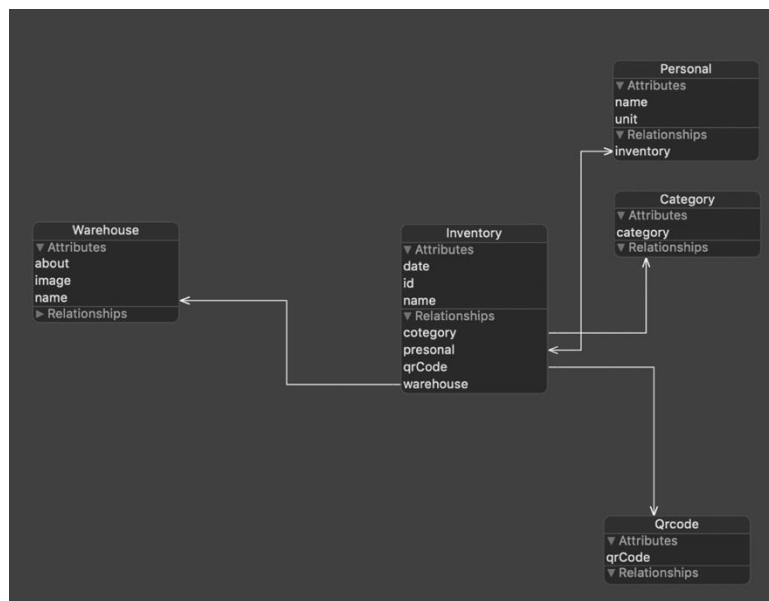 Personal
Attributes
name
unit
Relationships
inventory
Category
Attributes
category
Relationships
Warehouse
Attributes
about
image
name
Relationships
Inventory
Attributes
date
id
name
Relationships
cotegory
presonal
qrCode
warehouse
Qrcode
Attributes
qrCode
Relationships